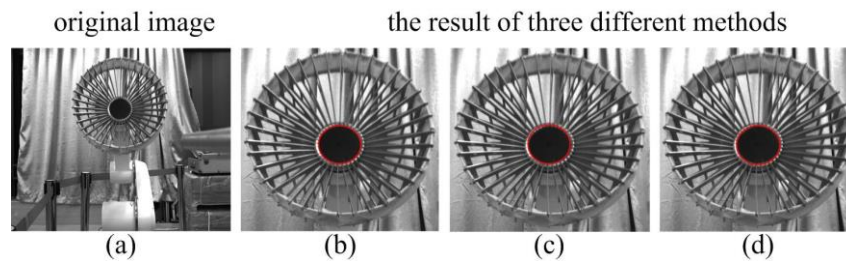 original image
the result of three different methods
(a)
(b)
(c)
(d)